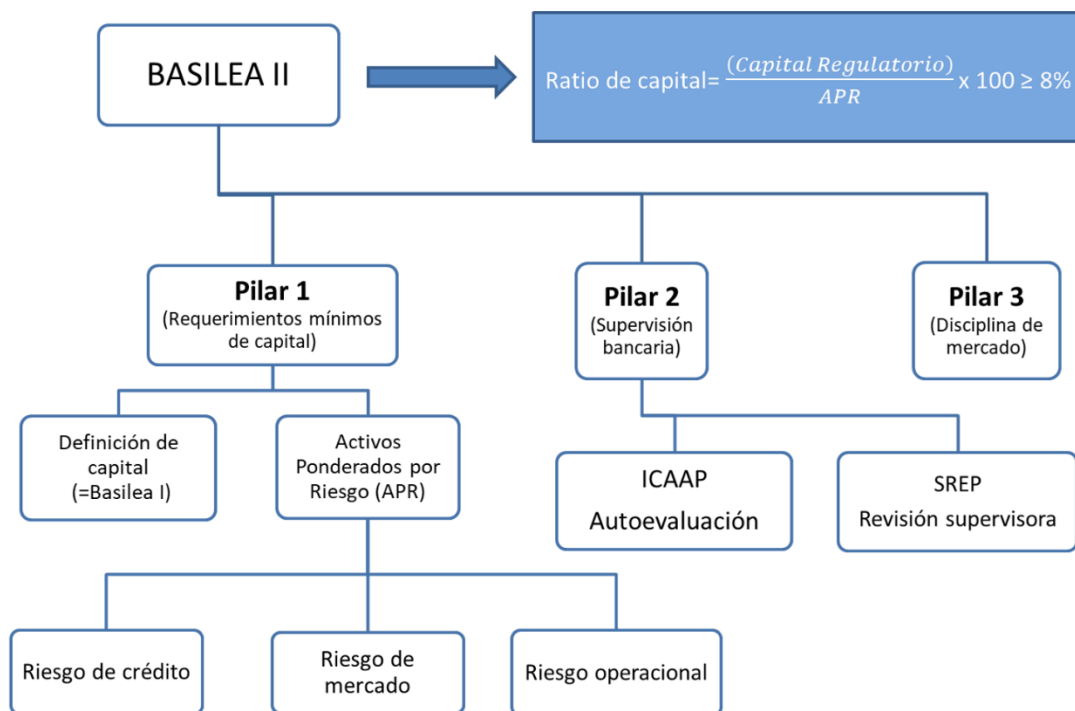 BASILEA II
Ratio de capital= (Capital Regulatorio) / APR x 100 ≥ 8%
Pilar 1
(Requerimientos mínimos
de capital)
Pilar 2
(Supervisión
bancaria)
Pilar 3
(Disciplina de
mercado)
Definición de
capital
(=Basilea I)
Activos
Ponderados por
Riesgo (APR)
ICAAP
Autoevaluación
SREP
Revisión supervisora
Riesgo de crédito
Riesgo de
mercado
Riesgo operacional